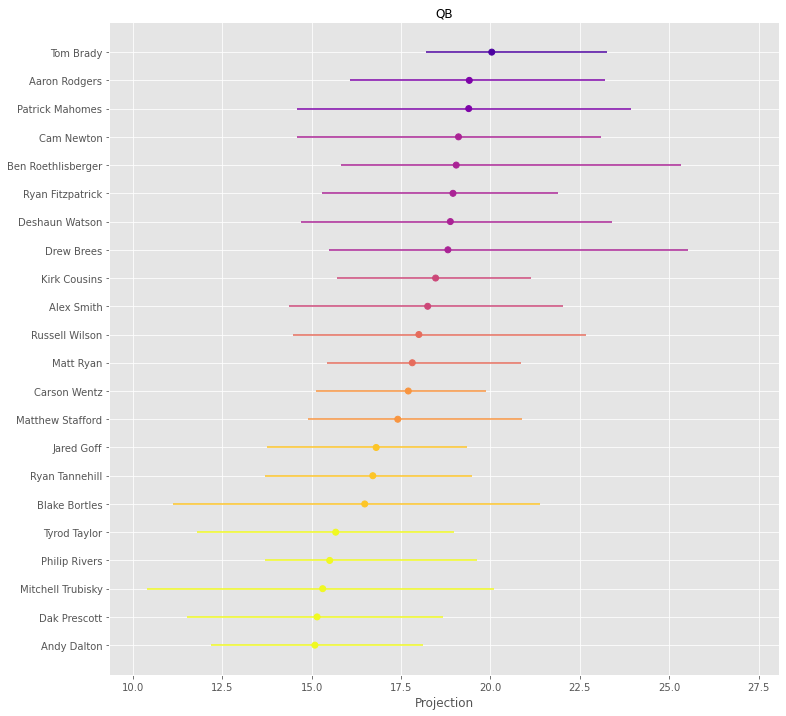 QB
Tom Brady
Aaron Rodgers
Patrick Mahomes
Cam Newton
Ben Roethlisberger
Ryan Fitzpatrick
Deshaun Watson
Drew Brees
Kirk Cousins
Alex Smith
Russell Wilson
Matt Ryan
Carson Wentz
Matthew Stafford
Jared Goff
Ryan Tannehill
Blake Bortles
Tyrod Taylor
Philip Rivers
Mitchell Trubisky
Dak Prescott
Andy Dalton
10.0 12.5 15.0 17.5 20.0 22.5 25.0 27.5
Projection